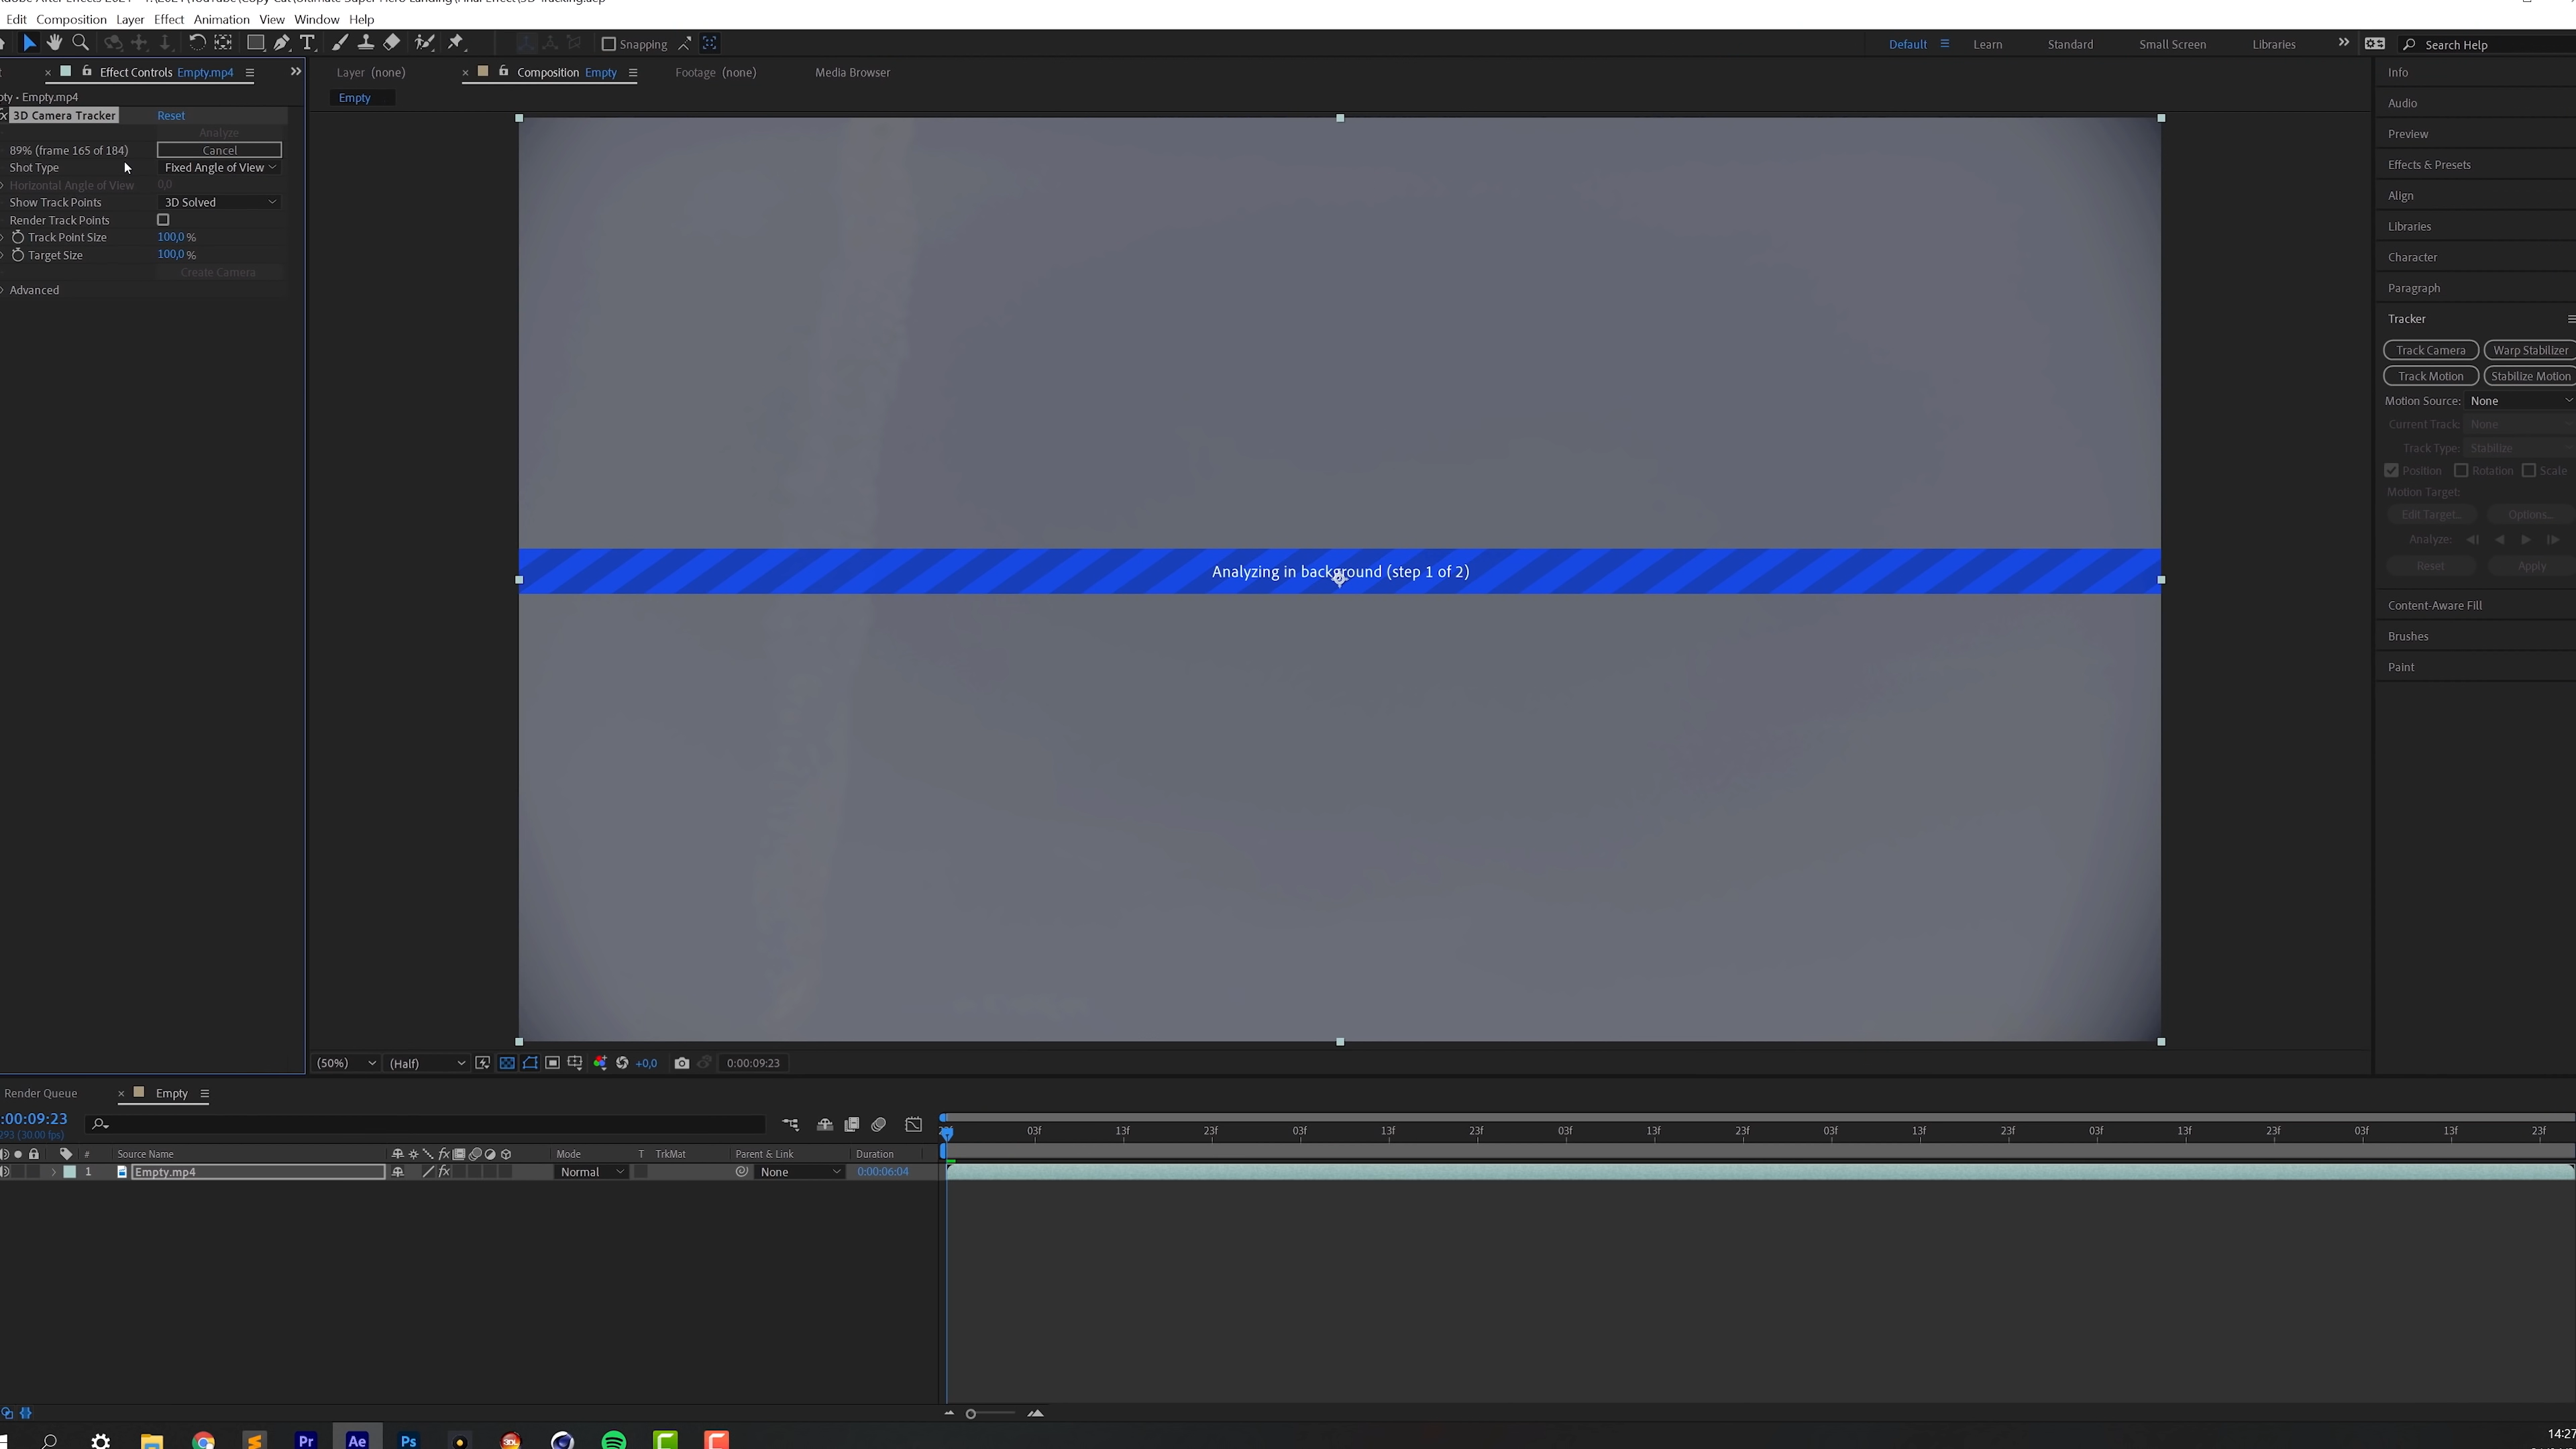 Edit Composition Layer Effect Animation View Window Help
Snapping
Default Learn Standard Small Screen Libraries Search Help
Effect Controls Empty.mp4
Layer (none) Composition Empty Footage (none) Media Browser
• Empty.mp4
Empty
3D Camera Tracker Reset
Analyze
89% (frame 165 of 184) Cancel
Shot Type Fixed Angle of View
Horizontal Angle of View 0,0
Show Track Points 3D Solved
Render Track Points
Track Point Size 100,0 %
Target Size 100,0 %
Create Camera
Advanced
Analyzing in background (step 1 of 2)
Info
Audio
Preview
Effects & Presets
Align
Libraries
Character
Paragraph
Tracker
Track Camera Warp Stabilizer
Track Motion Stabilize Motion
Motion Source: None
Current Track: None
Track Type: Stabilize
Position Rotation Scale
Motion Target:
Edit Target... Options...
Analyze:
Reset Apply
Content-Aware Fill
Brushes
Paint
(50%) (Half) +0,0 0:00:09:23
Render Queue Empty
:00:09:23
293 (30.00 fps)
03f 13f 23f 03f 13f 23f 03f 13f 23f 03f 13f 23f 03f 13f 23f 03f 13f 23f
# Source Name fx Mode T TrkMat Parent & Link Duration
1 Empty.mp4 fx Normal None 0:00:06:04
Pr Ae Ps
14:27